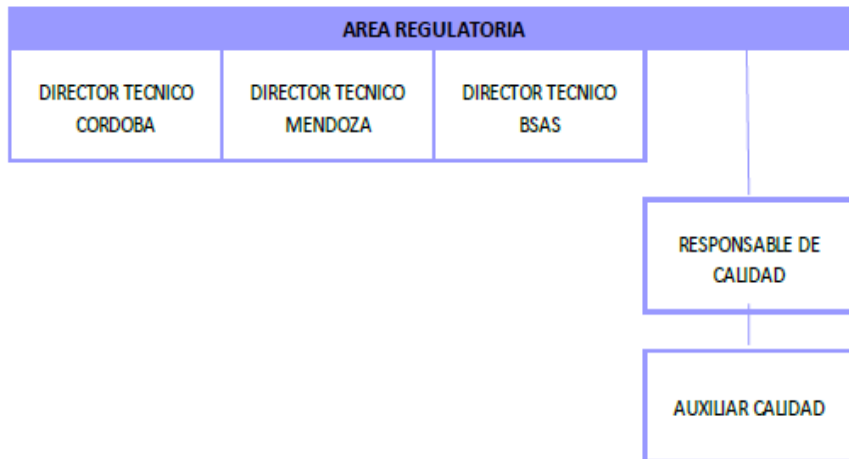 AREA REGULATORIA
DIRECTOR TECNICO
CORDOBA
DIRECTOR TECNICO
MENDOZA
DIRECTOR TECNICO
BSAS
RESPONSABLE DE
CALIDAD
AUXILIAR CALIDAD